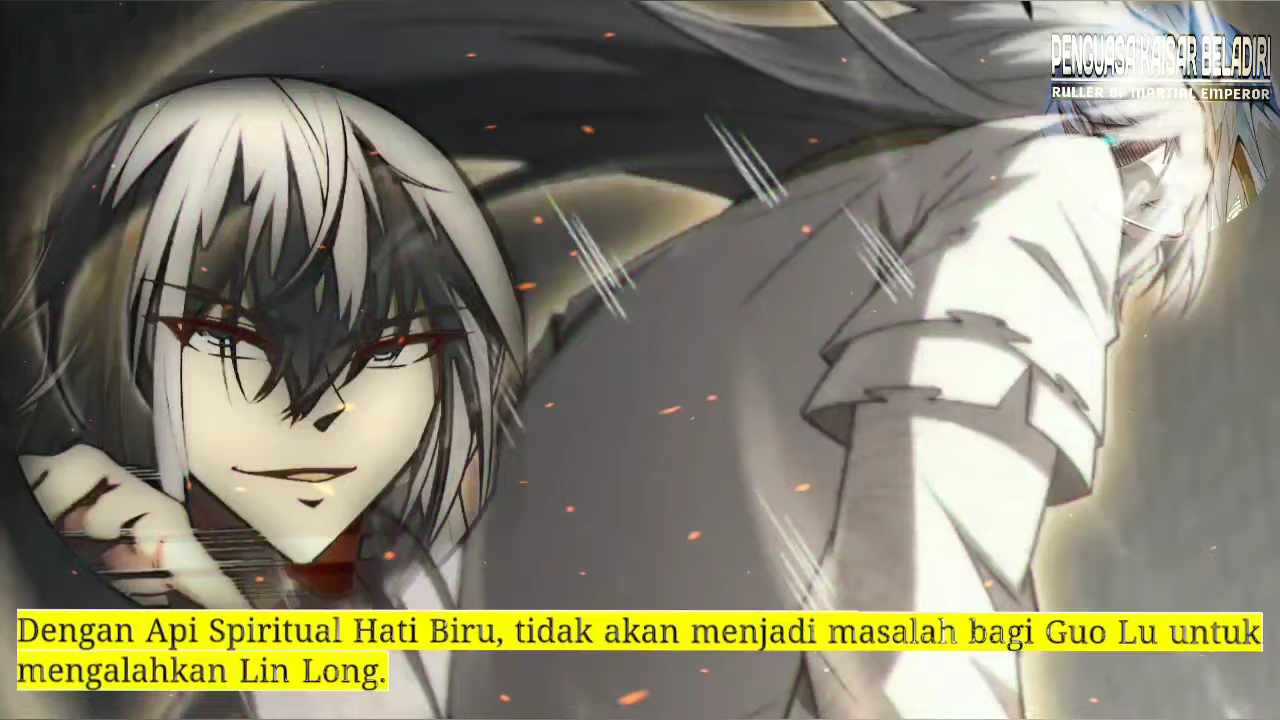 PENGUASA KAISAR BELADIRI
RULLER OF MARTIAL EMPEROR
Dengan Api Spiritual Hati Biru, tidak akan menjadi masalah bagi Guo Lu untuk
mengalahkan Lin Long.